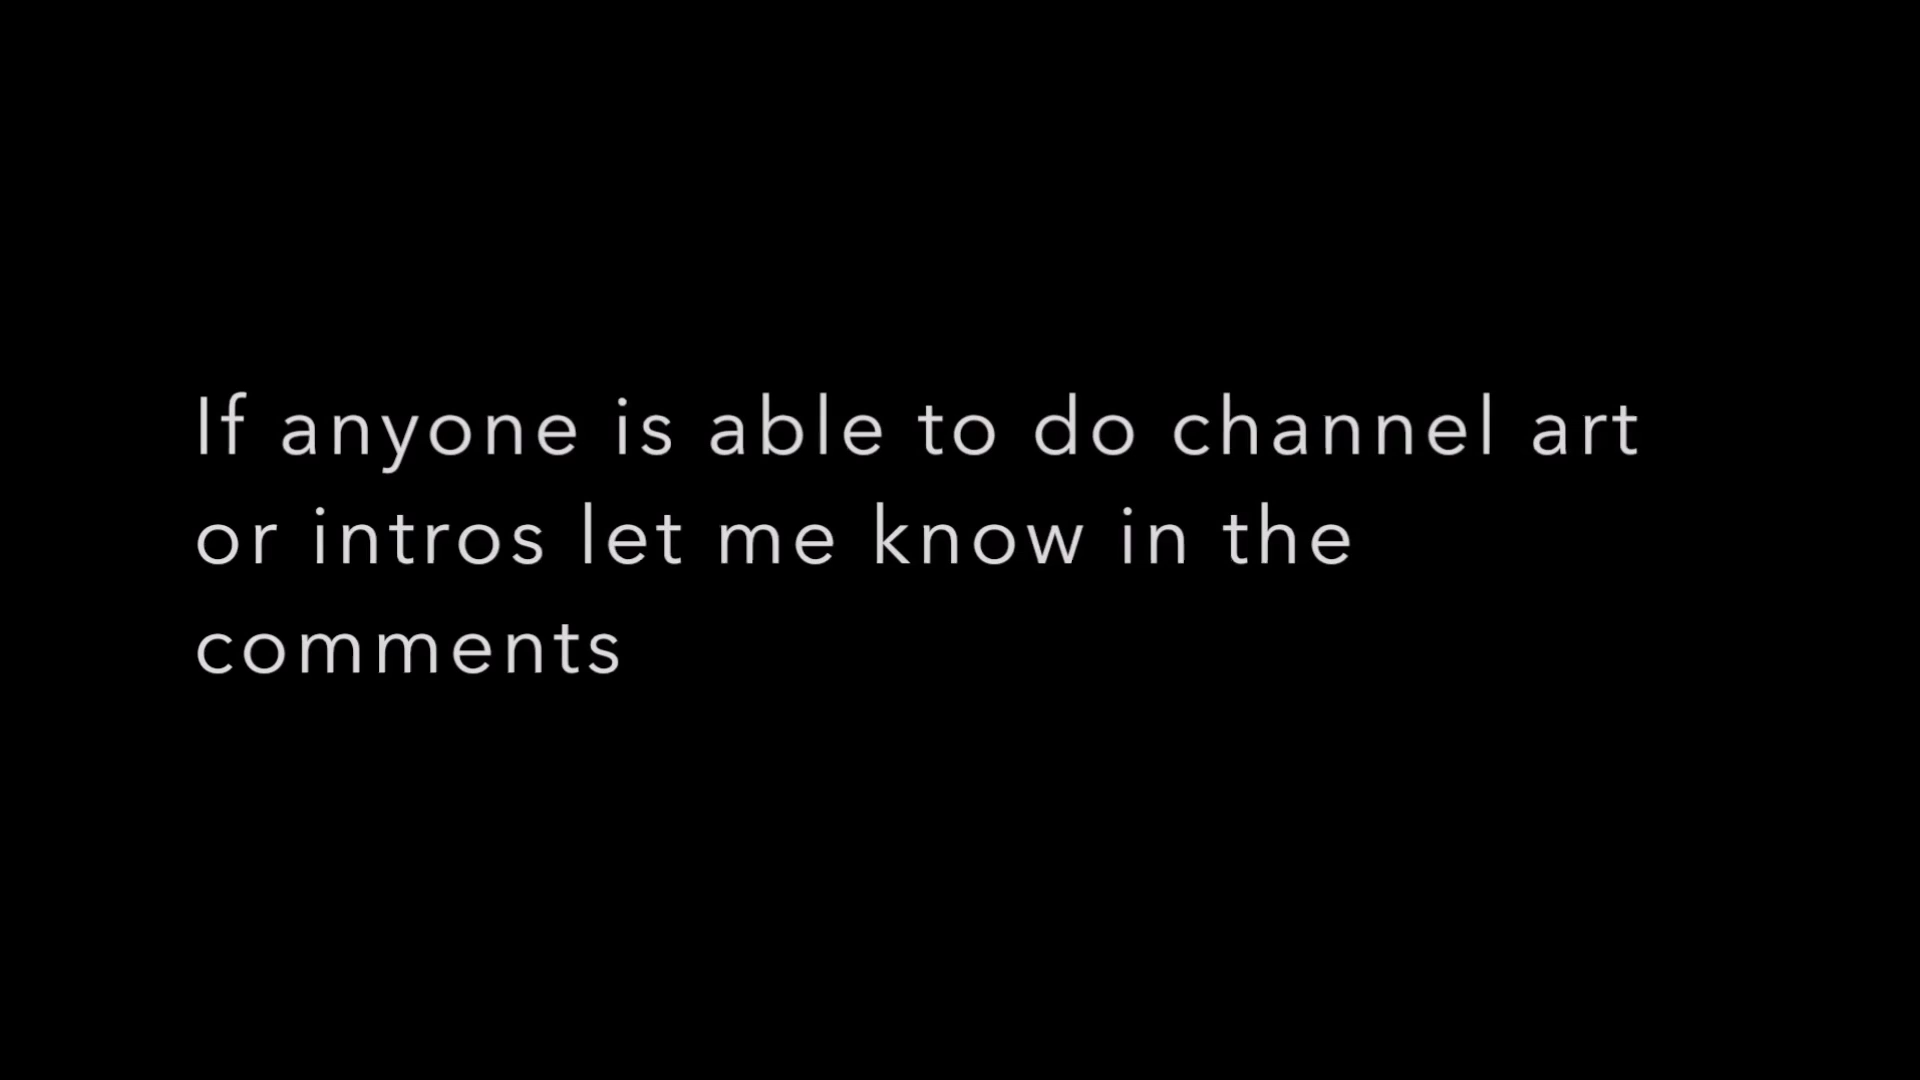 If anyone is able to do channel art
or intros let me know in the
comments